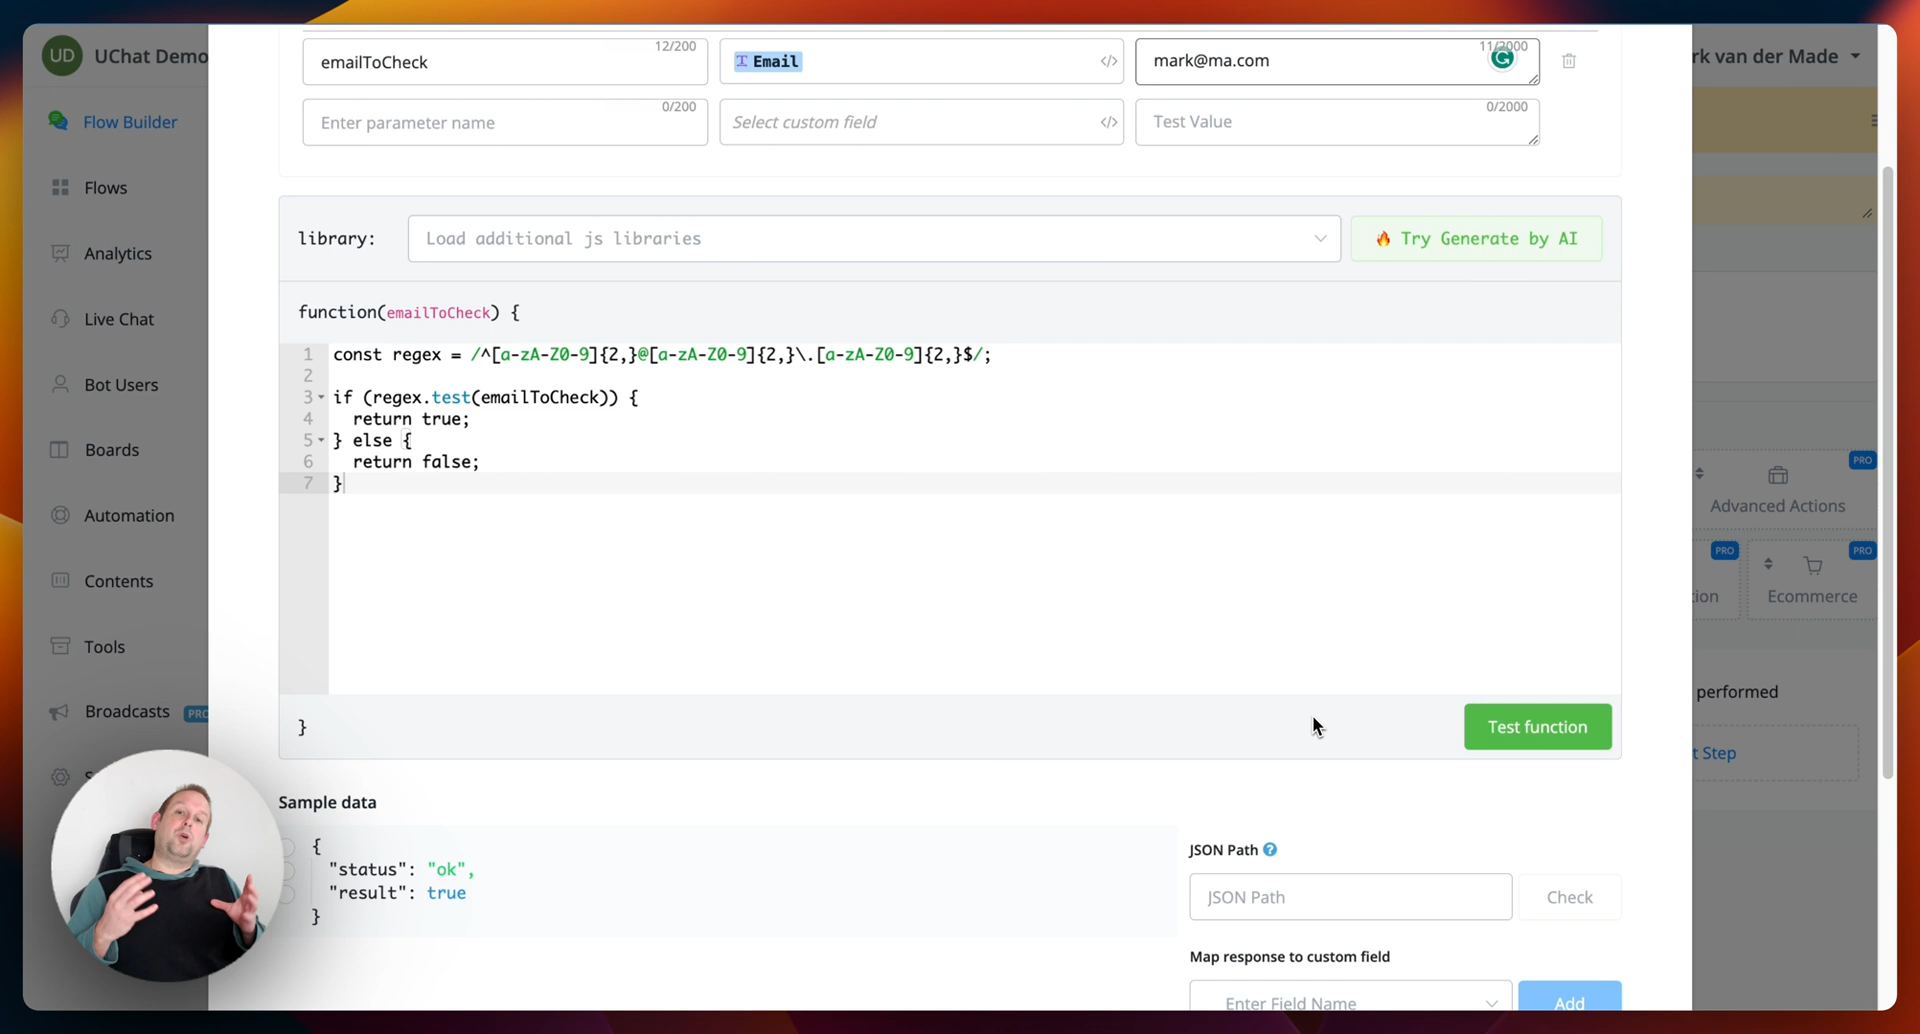 UD UChat Demo
rk van der Made
Flow Builder
Flows
Analytics
Live Chat
Bot Users
Boards
Automation
Contents
Tools
Broadcasts PRO
12/200
emailToCheck
Email
</>
11/2000
mark@ma.com
0/200
Enter parameter name
Select custom field
</>
0/2000
Test Value
library:
Load additional js libraries
Try Generate by AI
function(emailToCheck) {
1 const regex = /^[a-zA-Z0-9]{2,}@[a-zA-Z0-9]{2,}\.[a-zA-Z0-9]{2,}$/;
2
3 if (regex.test(emailToCheck)) {
4 return true;
5 } else {
6 return false;
7 }
}
Test function
Sample data
{
"status": "ok",
"result": true
}
JSON Path
JSON Path
Check
Map response to custom field
Enter Field Name
Add
PRO
Advanced Actions
PRO
tion
PRO
Ecommerce
performed
t Step